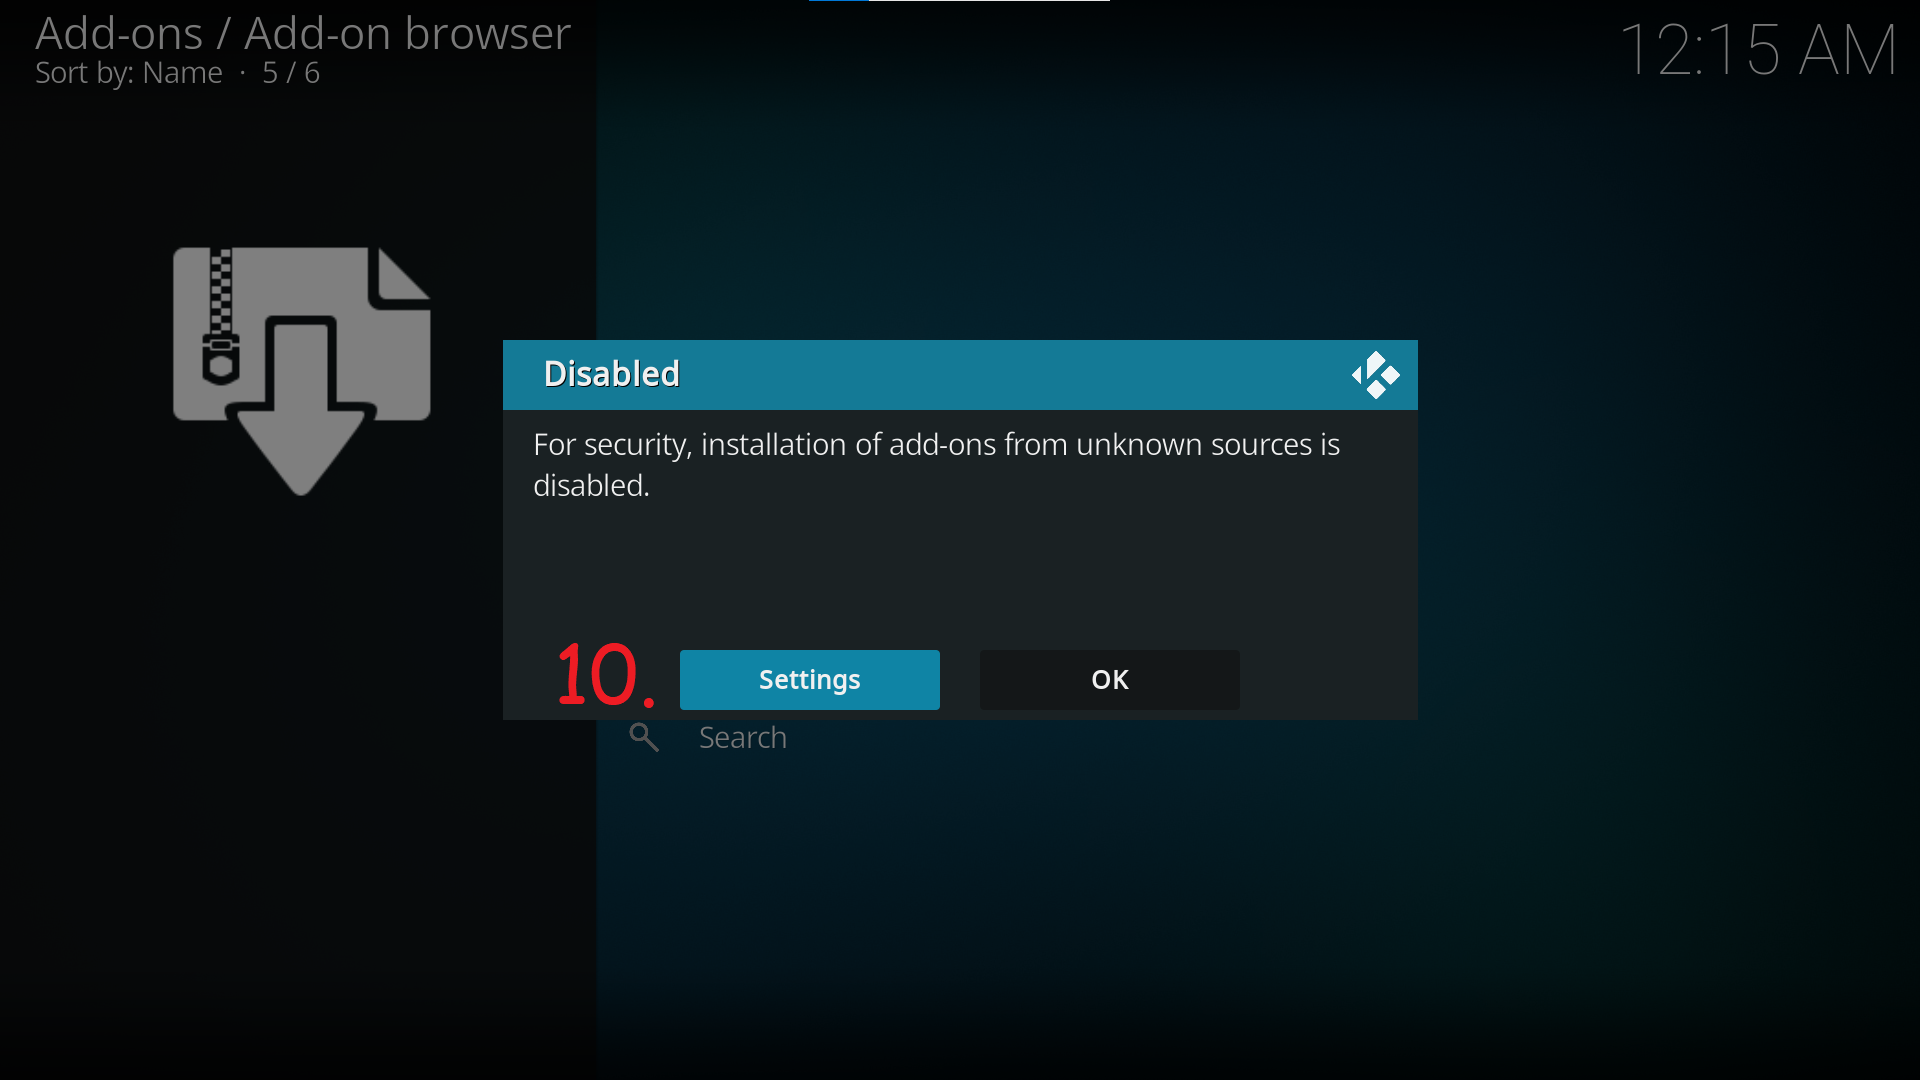 Add-ons / Add-on browser
Sort by: Name · 5 / 6
12:15 AM
Disabled
For security, installation of add-ons from unknown sources is
disabled.
10.
Settings
OK
Search